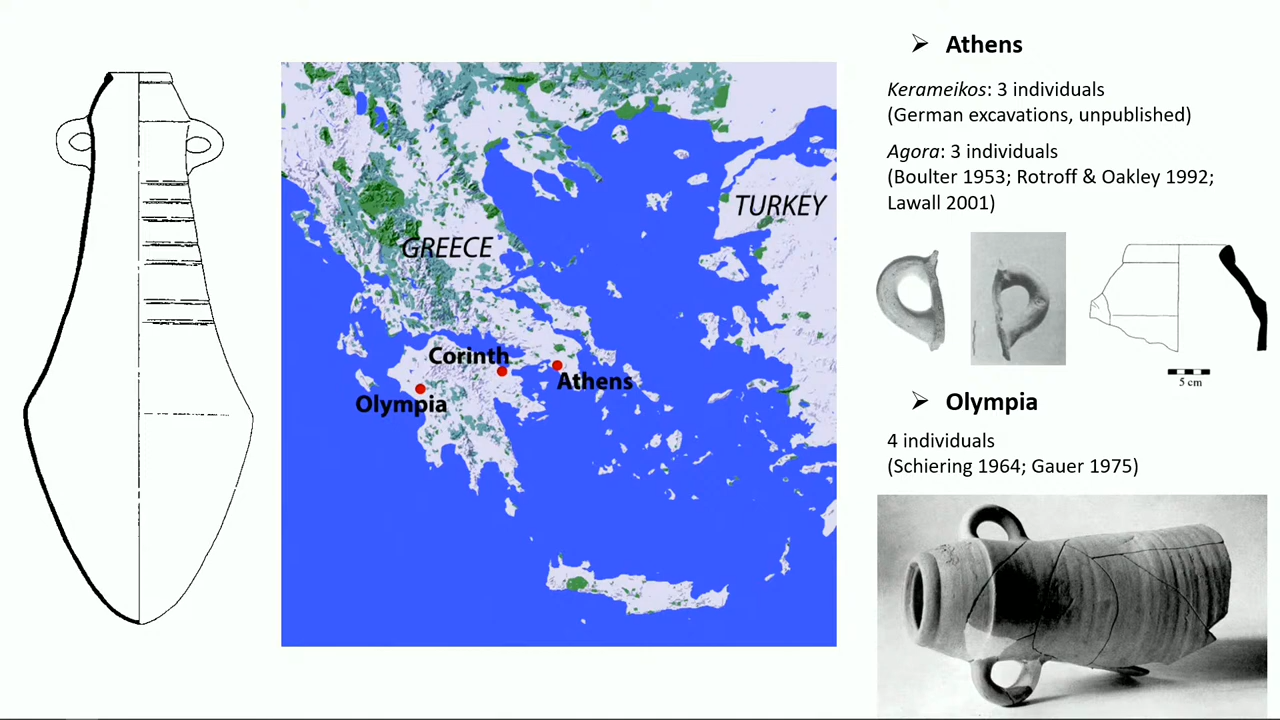 GREECE
TURKEY
Corinth
Athens
Olympia
➢ Athens
Kerameikos: 3 individuals
(German excavations, unpublished)
Agora: 3 individuals
(Boulter 1953; Rotroff & Oakley 1992;
Lawall 2001)
5 cm
➢ Olympia
4 individuals
(Schiering 1964; Gauer 1975)